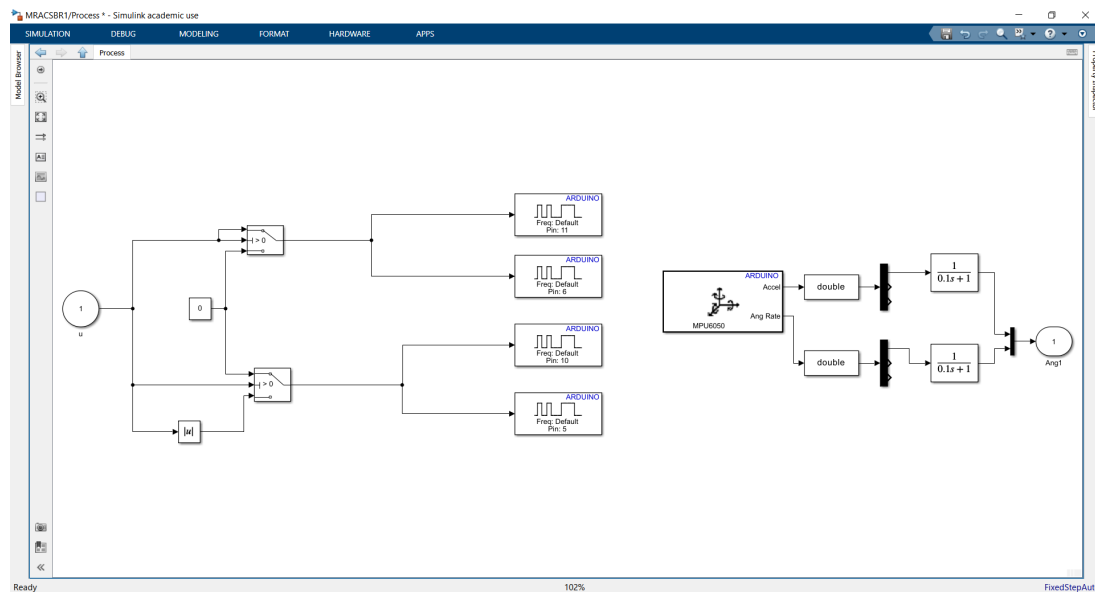 MRACSBR1/Process * - Simulink academic use
SIMULATION DEBUG MODELING FORMAT HARDWARE APPS
Process
Model Browser
ARDUINO
Freq: Default
Pin: 11
> 0
ARDUINO
Freq: Default
Pin: 6
1
u
0
ARDUINO
Freq: Default
Pin: 10
> 0
ARDUINO
Freq: Default
Pin: 5
|u|
ARDUINO
Accel
Ang Rate
MPU6050
double
double
1
0.1s + 1
1
0.1s + 1
1
Ang1
Ready 102% FixedStepAut